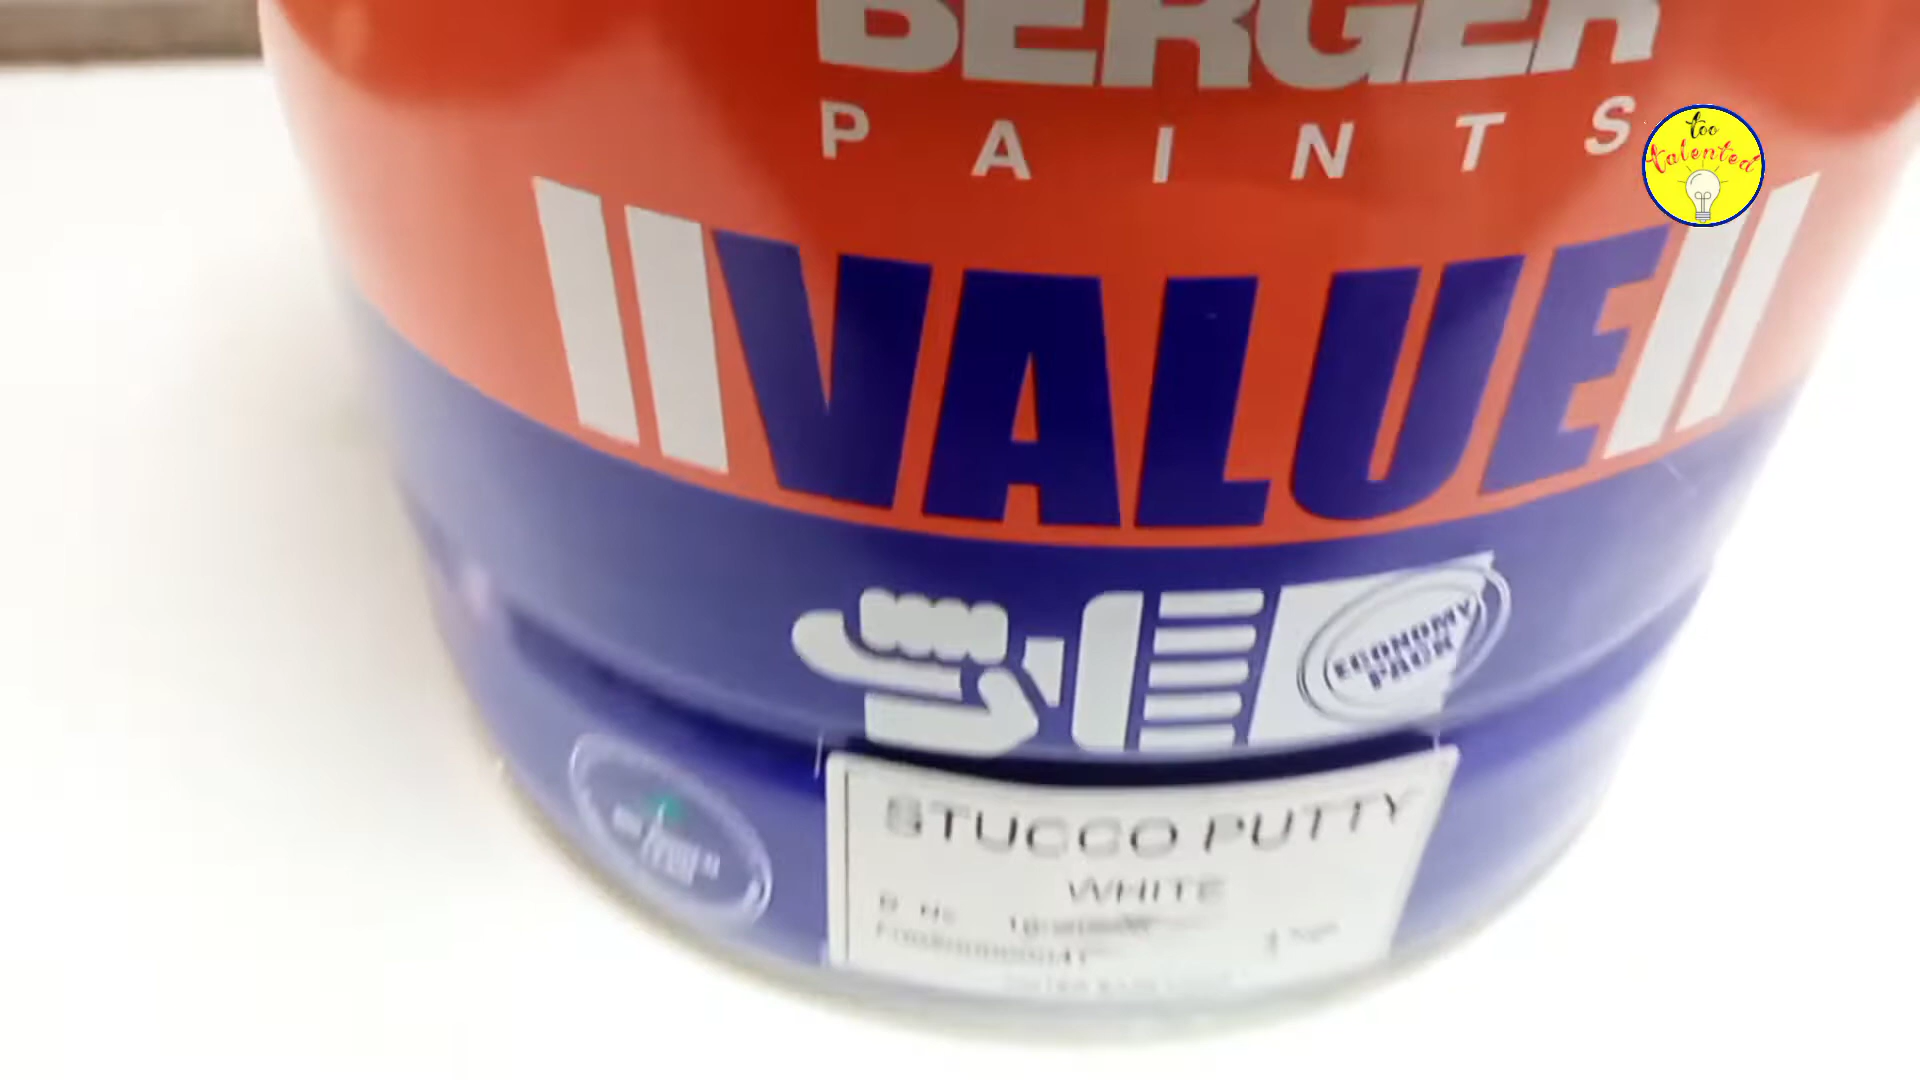 BERGER
PAINTS
too
talented
VALUE
ECONOMY
PACK
STUCCO PUTTY
WHITE